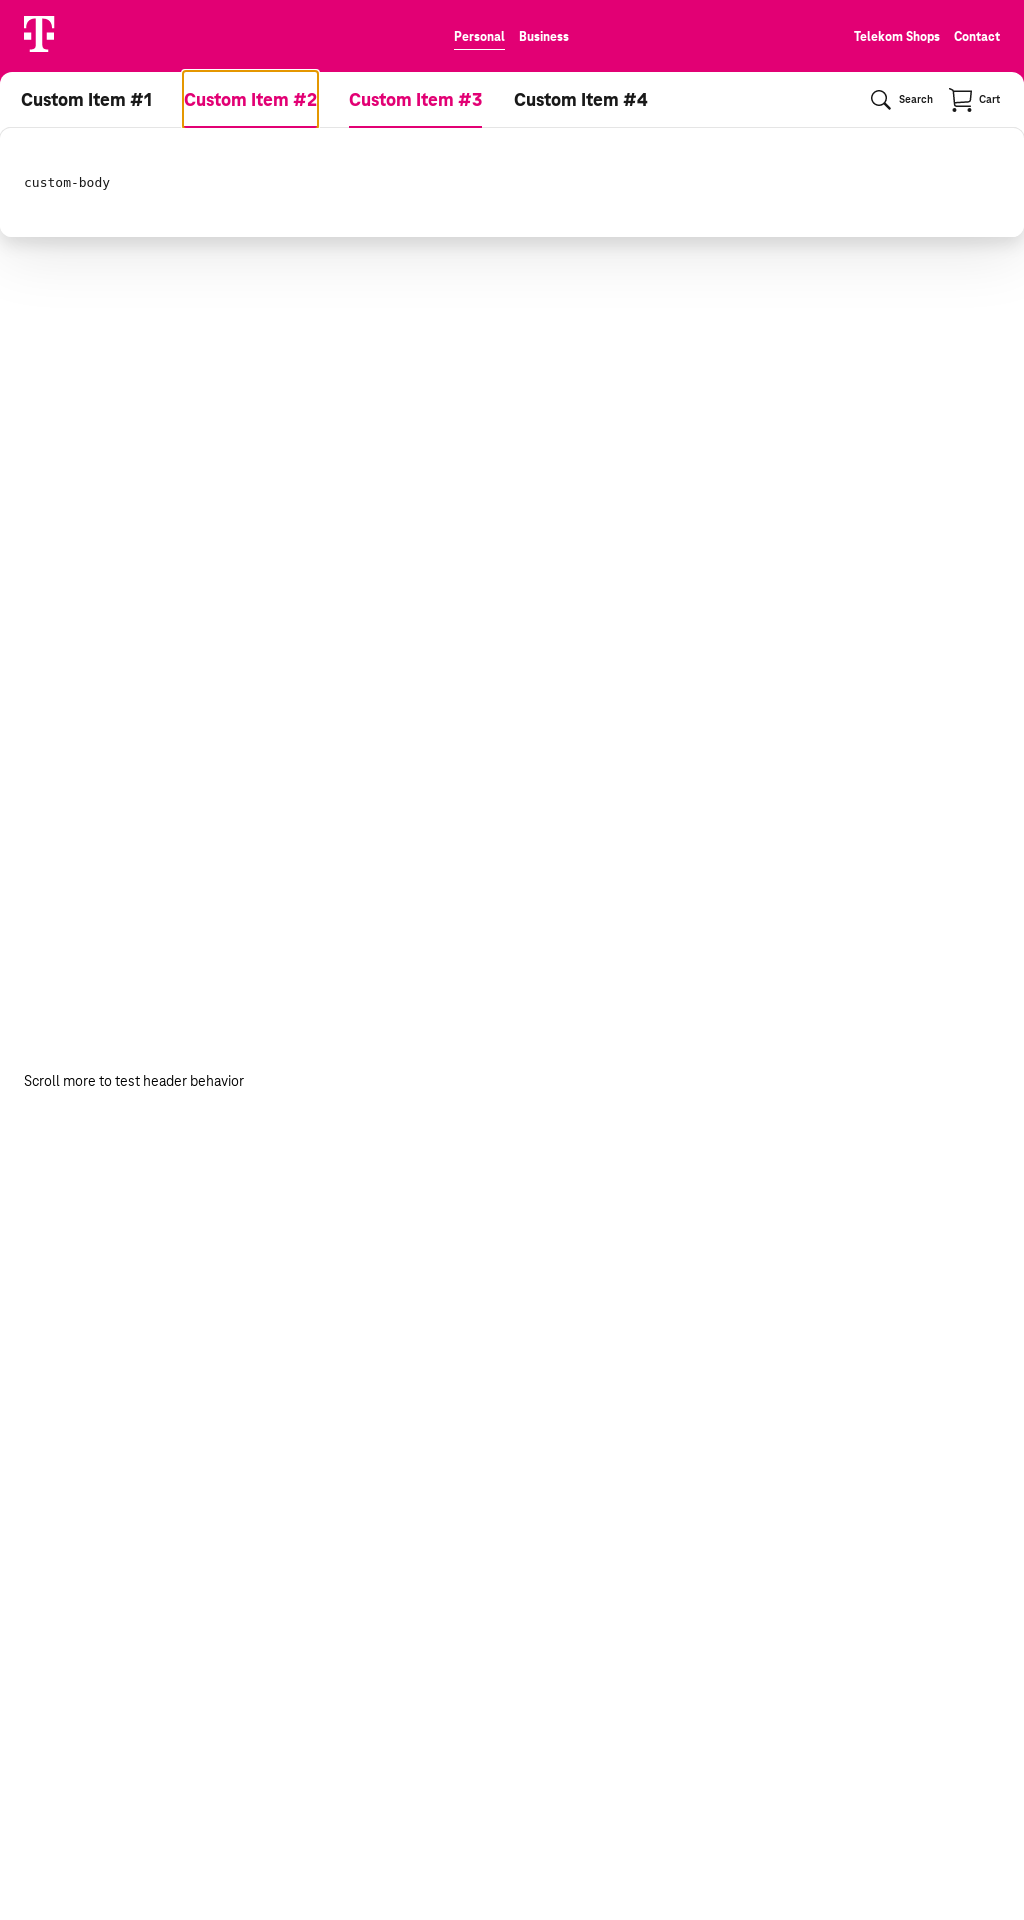 T
Personal Business
Telekom Shops Contact
Custom Item #1 Custom Item #2 Custom Item #3 Custom Item #4
Search Cart
custom-body
Scroll more to test header behavior